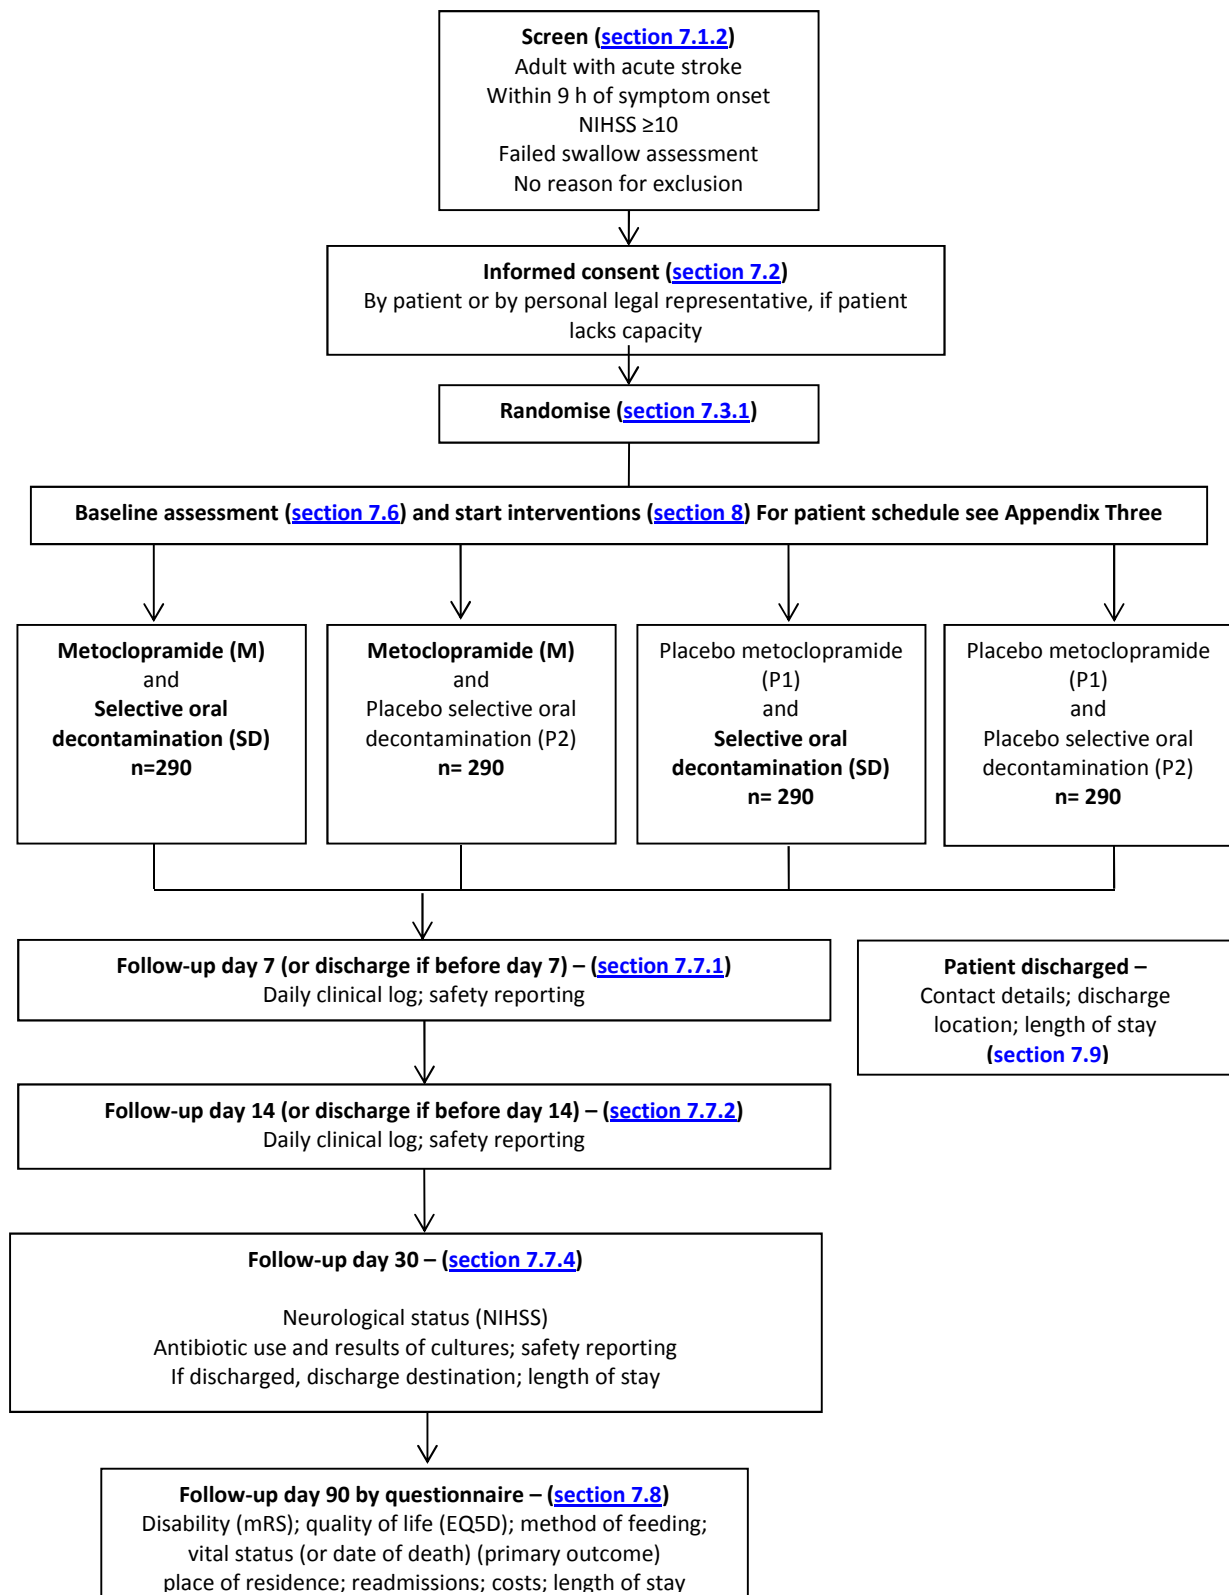 Screen (section 7.1.2)
Adult with acute stroke
Within 9 h of symptom onset
NIHSS ≥10
Failed swallow assessment
No reason for exclusion
Informed consent (section 7.2)
By patient or by personal legal representative, if patient
lacks capacity
Randomise (section 7.3.1)
Baseline assessment (section 7.6) and start interventions (section 8) For patient schedule see Appendix Three
Metoclopramide (M)
and
Selective oral
decontamination (SD)
n=290
Metoclopramide (M)
and
Placebo selective oral
decontamination (P2)
n= 290
Placebo metoclopramide
(P1)
and
Selective oral
decontamination (SD)
n= 290
Placebo metoclopramide
(P1)
and
Placebo selective oral
decontamination (P2)
n= 290
Follow-up day 7 (or discharge if before day 7) – (section 7.7.1)
Daily clinical log; safety reporting
Patient discharged –
Contact details; discharge
location; length of stay
(section 7.9)
Follow-up day 14 (or discharge if before day 14) – (section 7.7.2)
Daily clinical log; safety reporting
Follow-up day 30 – (section 7.7.4)
Neurological status (NIHSS)
Antibiotic use and results of cultures; safety reporting
If discharged, discharge destination; length of stay
Follow-up day 90 by questionnaire – (section 7.8)
Disability (mRS); quality of life (EQ5D); method of feeding;
vital status (or date of death) (primary outcome)
place of residence; readmissions; costs; length of stay